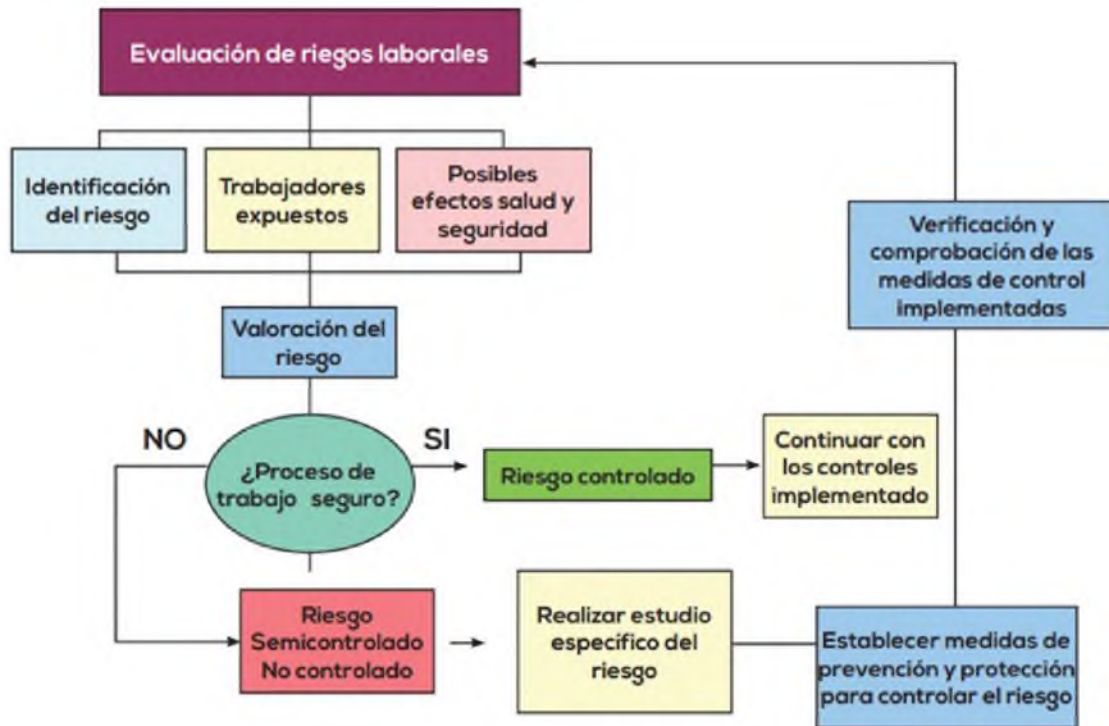 Evaluación de riegos laborales
Identificación
del riesgo
Trabajadores
expuestos
Posibles
efectos salud y
seguridad
Verificación y
comprobación de las
medidas de control
implementadas
Valoración del
riesgo
NO
SI
¿Proceso de
trabajo seguro?
Riesgo controlado
Continuar con
los controles
implementado
Riesgo
Semicontrolado
No controlado
Realizar estudio
específico del
riesgo
Establecer medidas de
prevención y protección
para controlar el riesgo